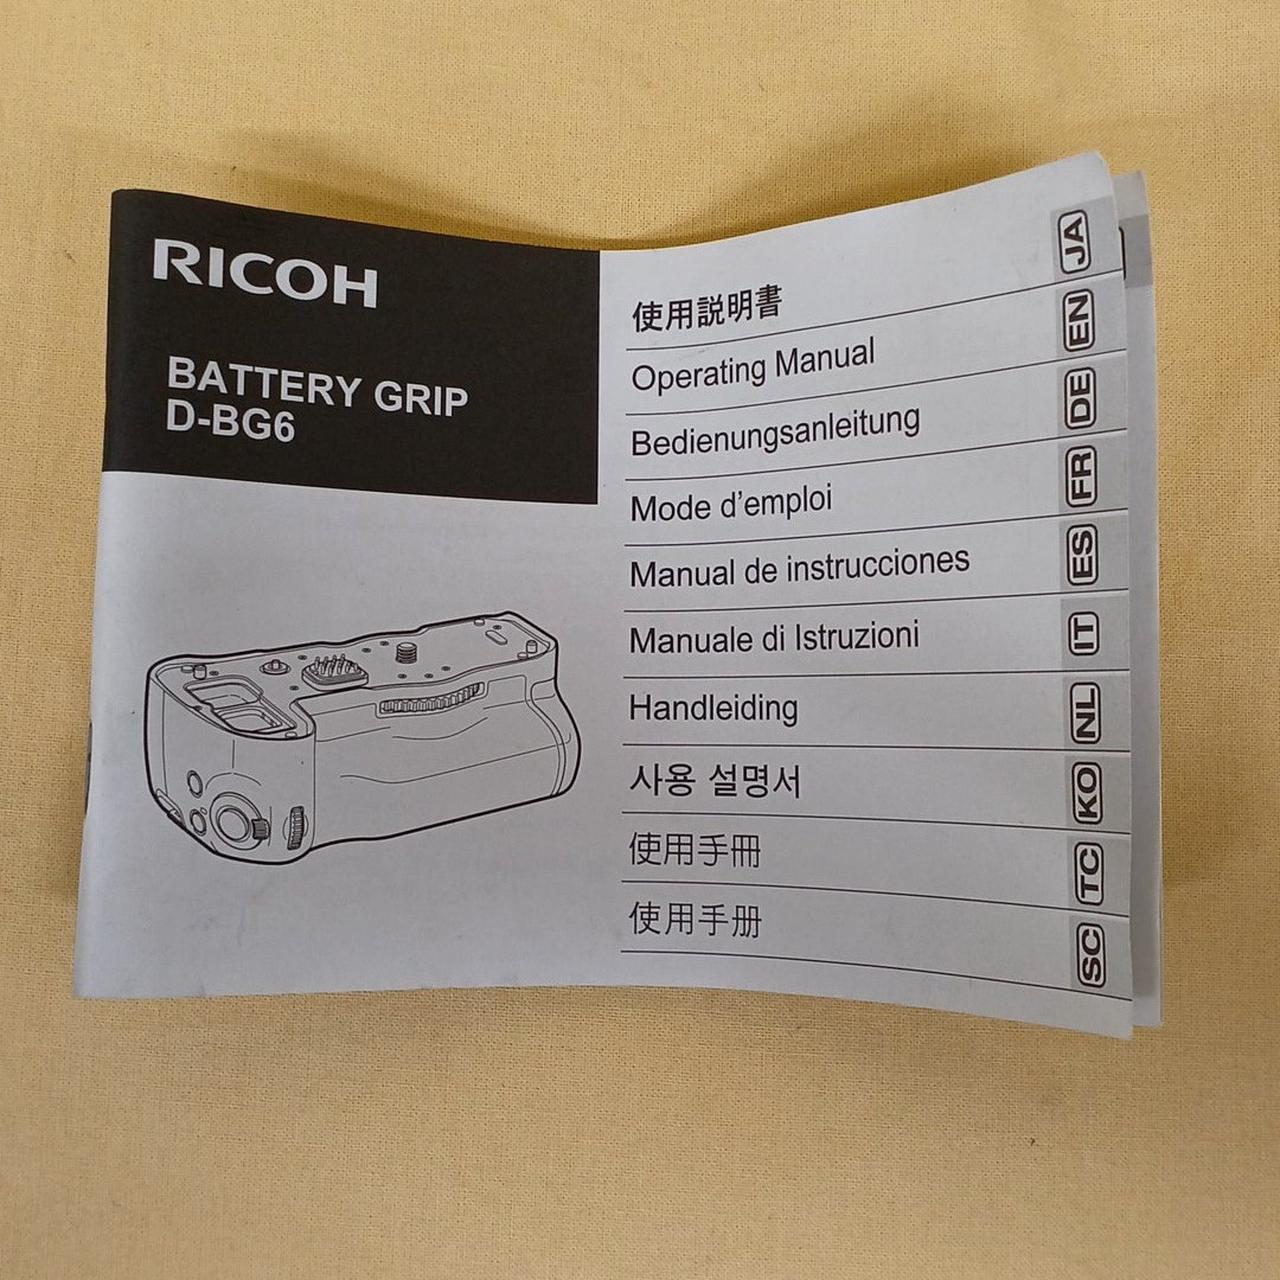 RICOH
BATTERY GRIP
D-BG6
使用説明書 JA
Operating Manual EN
Bedienungsanleitung DE
Mode d'emploi FR
Manual de instrucciones ES
Manuale di Istruzioni IT
Handleiding NL
사용 설명서 KO
使用手冊 TC
使用手册 SC